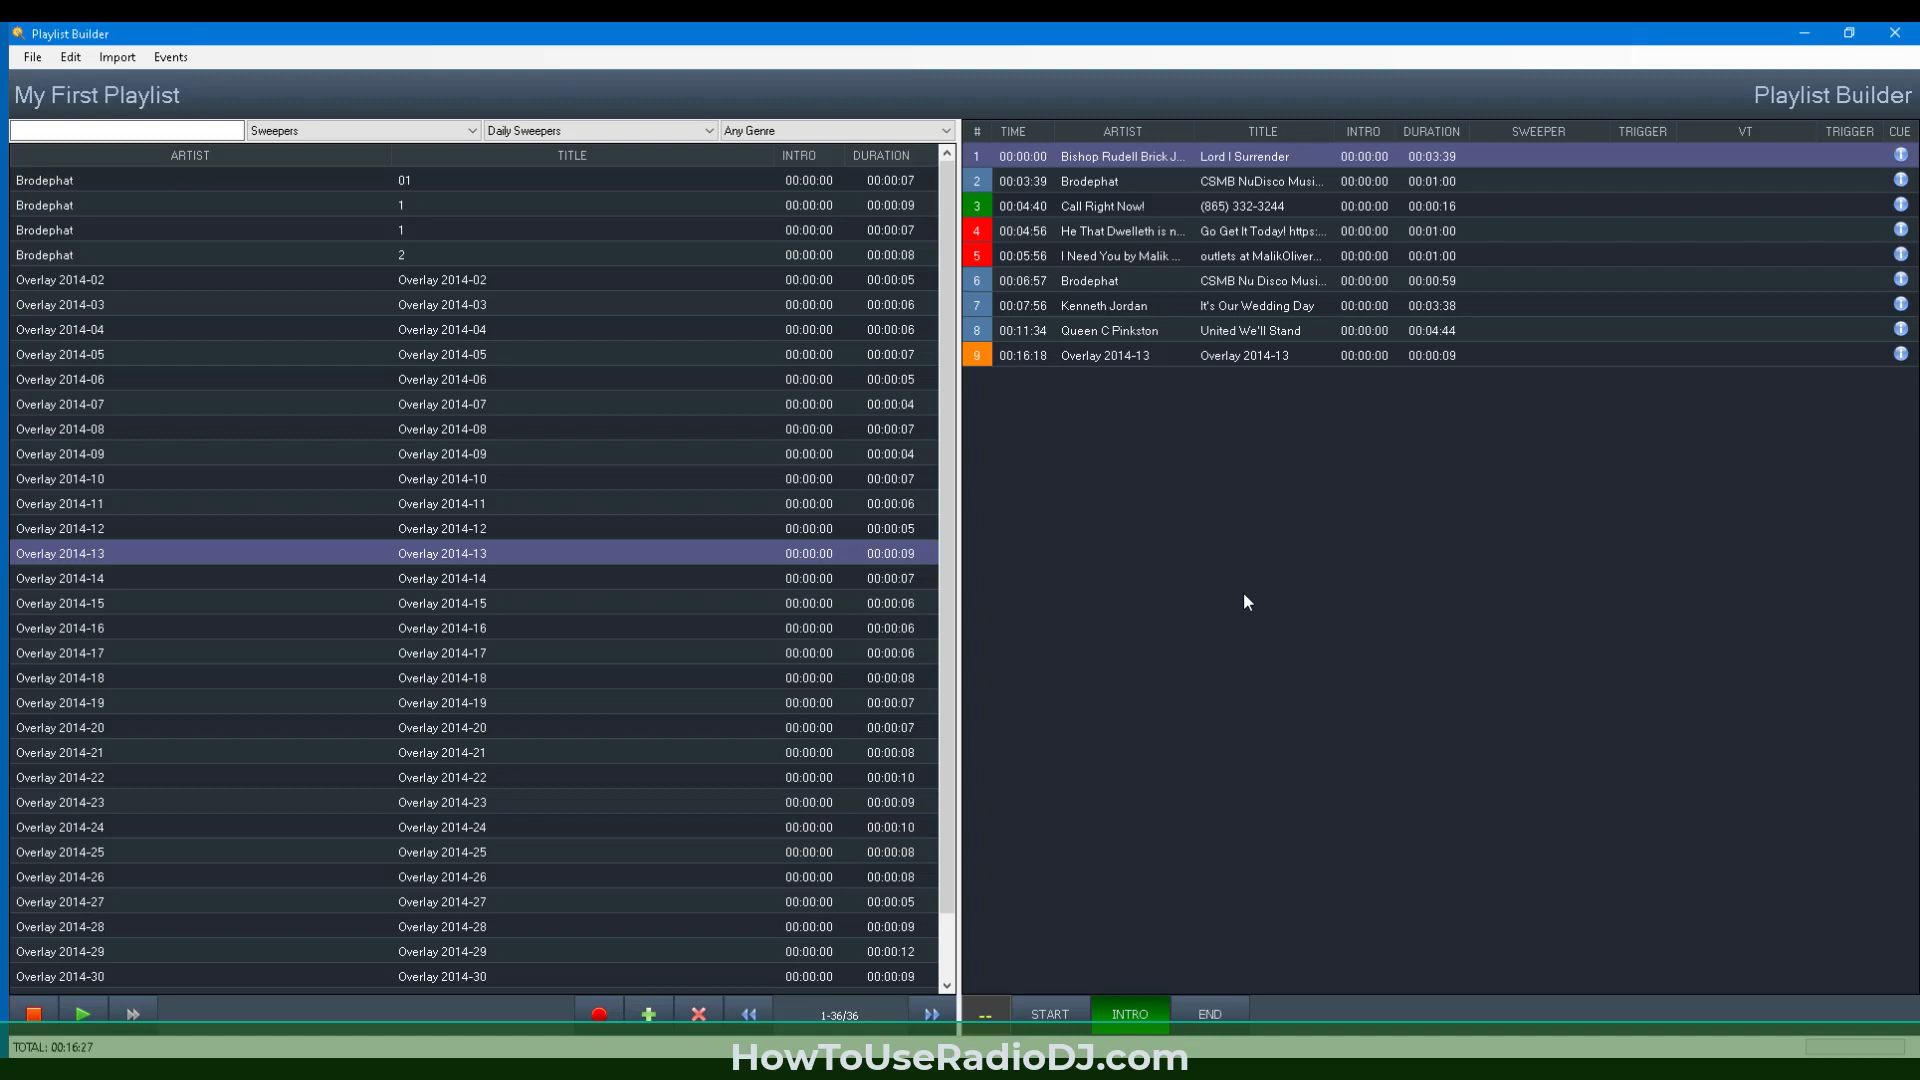 Playlist Builder
File Edit Import Events
My First Playlist
Playlist Builder
Sweepers Daily Sweepers Any Genre
ARTIST TITLE INTRO DURATION
Brodephat 01 00:00:00 00:00:07
Brodephat 1 00:00:00 00:00:09
Brodephat 1 00:00:00 00:00:07
Brodephat 2 00:00:00 00:00:08
Overlay 2014-02 Overlay 2014-02 00:00:00 00:00:05
Overlay 2014-03 Overlay 2014-03 00:00:00 00:00:06
Overlay 2014-04 Overlay 2014-04 00:00:00 00:00:06
Overlay 2014-05 Overlay 2014-05 00:00:00 00:00:07
Overlay 2014-06 Overlay 2014-06 00:00:00 00:00:05
Overlay 2014-07 Overlay 2014-07 00:00:00 00:00:04
Overlay 2014-08 Overlay 2014-08 00:00:00 00:00:07
Overlay 2014-09 Overlay 2014-09 00:00:00 00:00:04
Overlay 2014-10 Overlay 2014-10 00:00:00 00:00:07
Overlay 2014-11 Overlay 2014-11 00:00:00 00:00:06
Overlay 2014-12 Overlay 2014-12 00:00:00 00:00:05
Overlay 2014-13 Overlay 2014-13 00:00:00 00:00:09
Overlay 2014-14 Overlay 2014-14 00:00:00 00:00:07
Overlay 2014-15 Overlay 2014-15 00:00:00 00:00:06
Overlay 2014-16 Overlay 2014-16 00:00:00 00:00:06
Overlay 2014-17 Overlay 2014-17 00:00:00 00:00:06
Overlay 2014-18 Overlay 2014-18 00:00:00 00:00:08
Overlay 2014-19 Overlay 2014-19 00:00:00 00:00:07
Overlay 2014-20 Overlay 2014-20 00:00:00 00:00:07
Overlay 2014-21 Overlay 2014-21 00:00:00 00:00:08
Overlay 2014-22 Overlay 2014-22 00:00:00 00:00:10
Overlay 2014-23 Overlay 2014-23 00:00:00 00:00:09
Overlay 2014-24 Overlay 2014-24 00:00:00 00:00:10
Overlay 2014-25 Overlay 2014-25 00:00:00 00:00:08
Overlay 2014-26 Overlay 2014-26 00:00:00 00:00:08
Overlay 2014-27 Overlay 2014-27 00:00:00 00:00:05
Overlay 2014-28 Overlay 2014-28 00:00:00 00:00:09
Overlay 2014-29 Overlay 2014-29 00:00:00 00:00:12
Overlay 2014-30 Overlay 2014-30 00:00:00 00:00:09
1-36/36
# TIME ARTIST TITLE INTRO DURATION SWEEPER TRIGGER VT TRIGGER CUE
1 00:00:00 Bishop Rudell Brick J... Lord I Surrender 00:00:00 00:03:39
2 00:03:39 Brodephat CSMB NuDisco Musi... 00:00:00 00:01:00
3 00:04:40 Call Right Now! (865) 332-3244 00:00:00 00:00:16
4 00:04:56 He That Dwelleth is n... Go Get It Today! https:... 00:00:00 00:01:00
5 00:05:56 I Need You by Malik ... outlets at MalikOliver... 00:00:00 00:01:00
6 00:06:57 Brodephat CSMB Nu Disco Musi... 00:00:00 00:00:59
7 00:07:56 Kenneth Jordan It's Our Wedding Day 00:00:00 00:03:38
8 00:11:34 Queen C Pinkston United We'll Stand 00:00:00 00:04:44
9 00:16:18 Overlay 2014-13 Overlay 2014-13 00:00:00 00:00:09
-- START INTRO END
TOTAL: 00:16:27
HowToUseRadioDJ.com